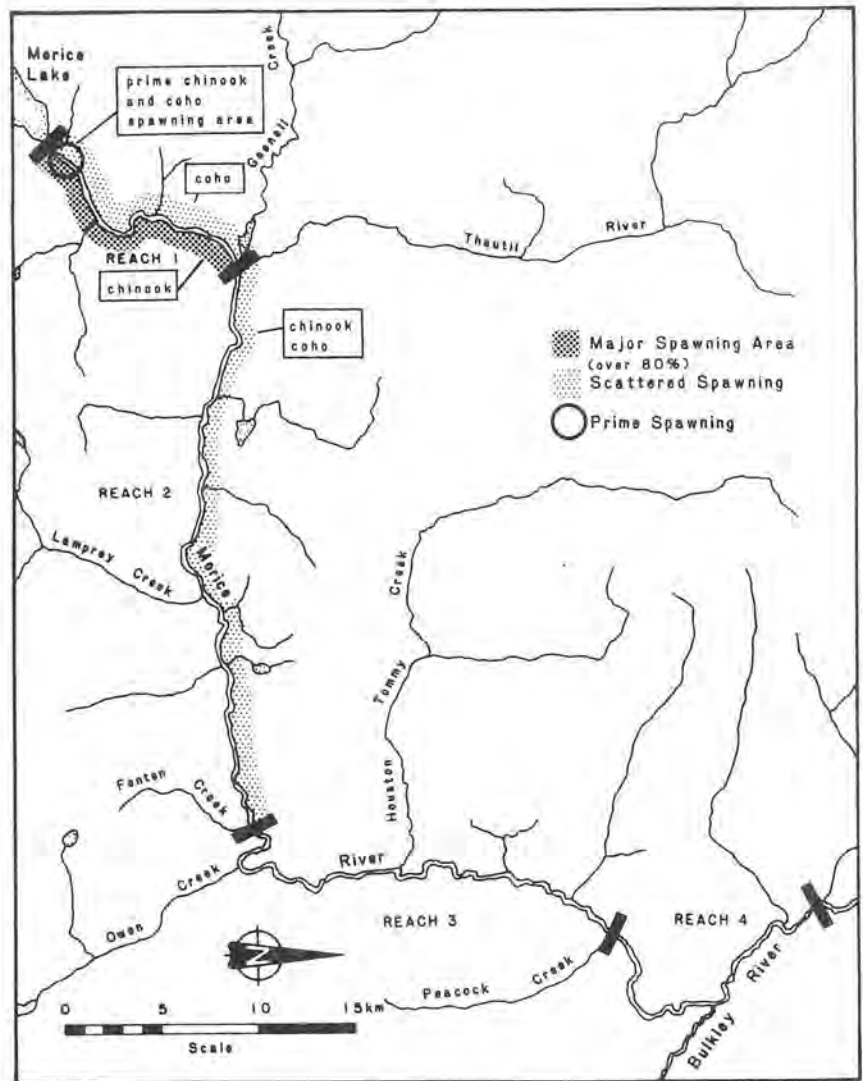 Morice
Lake
prime chinook
and coho
spawning area
Creek
Gosnell
coho
Thautil River
REACH 1
chinook
chinook
coho
Major Spawning Area
(over 80%)
Scattered Spawning
Prime Spawning
REACH 2
Lamprey Creek
Morice
Creek
Tommy
Houston
Fenton Creek
River
Owen Creek
REACH 3
REACH 4
N
Peacock Creek
Bulkley River
0 5 10 15km
Scale